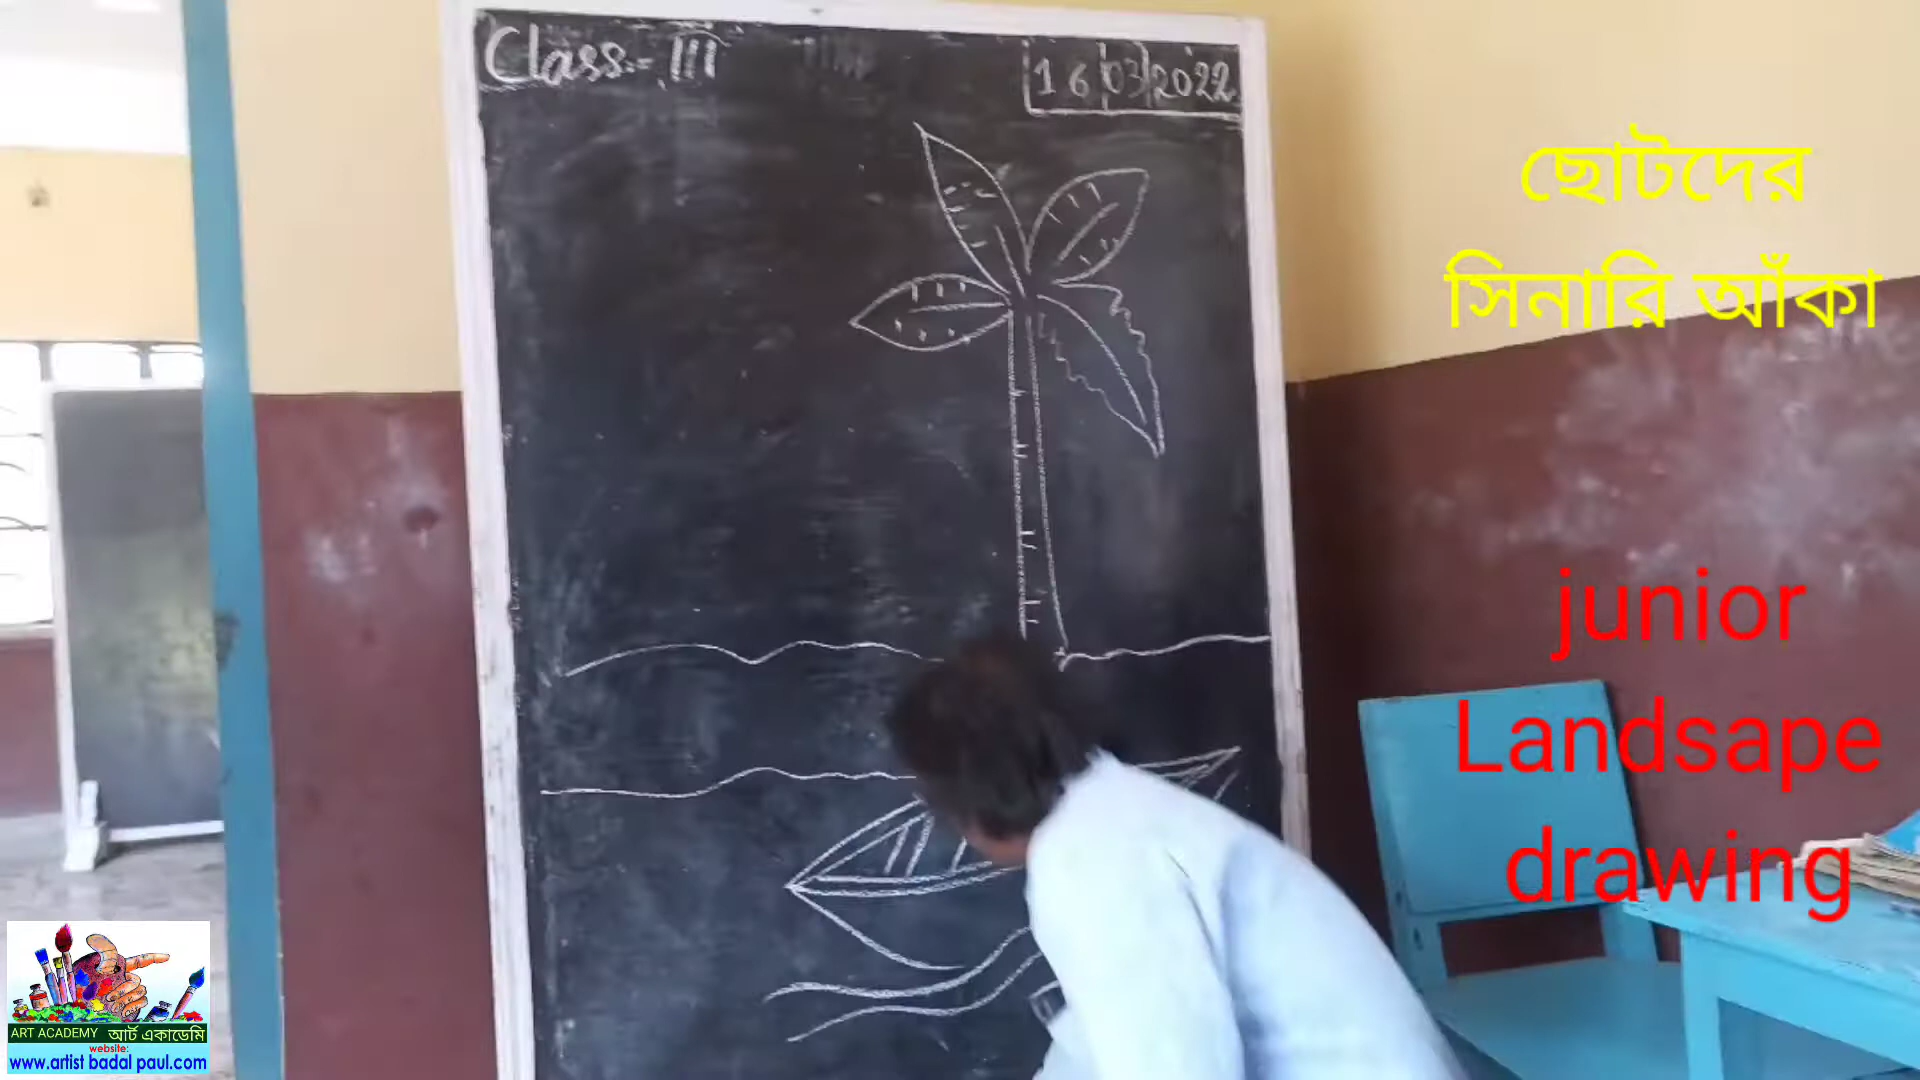 Class:- III
16/03/2022
ছোটদের
সিনারি আঁকা
junior
Landsape
drawing
ART ACADEMY আর্ট একাডেমি
website:
www.artist badal paul.com